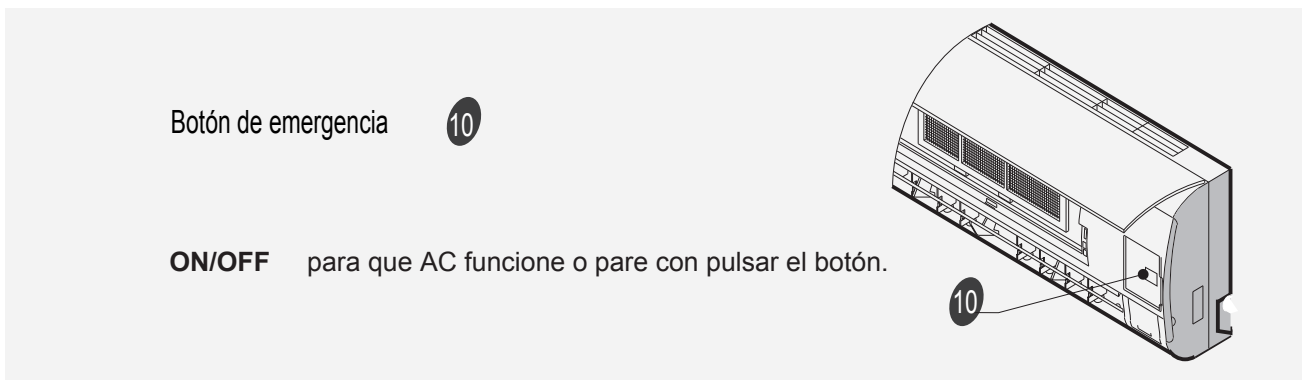 Botón de emergencia 10
ON/OFF para que AC funcione o pare con pulsar el botón.
10